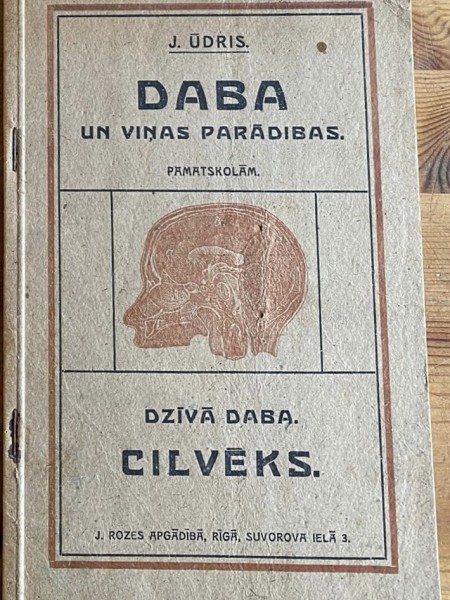 J. ŪDRIS.
DABA
UN VIŅAS PARĀDIBAS.
PAMATSKOLĀM.
DZĪVĀ DABA.
CILVĒKS.
J. ROZES APGĀDĪBĀ, RĪGĀ, SUVOROVA IELĀ 3.